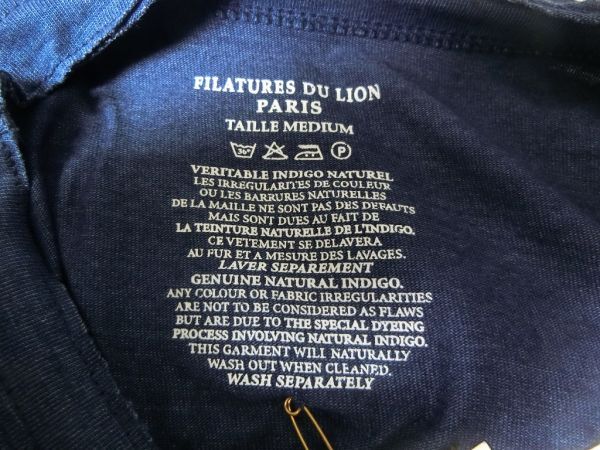 FILATURES DU LION
PARIS
TAILLE MEDIUM
30° P
VERITABLE INDIGO NATUREL
LES IRREGULARITES DE COULEUR
OU LES BARRURES NATURELLES
DE LA MAILLE NE SONT PAS DES DEFAUTS
MAIS SONT DUES AU FAIT DE
LA TEINTURE NATURELLE DE L'INDIGO.
CE VETEMENT SE DELAVERA
AU FUR ET A MESURE DES LAVAGES.
LAVER SEPAREMENT
GENUINE NATURAL INDIGO.
ANY COLOUR OR FABRIC IRREGULARITIES
ARE NOT TO BE CONSIDERED AS FLAWS
BUT ARE DUE TO THE SPECIAL DYEING
PROCESS INVOLVING NATURAL INDIGO.
THIS GARMENT WILL NATURALLY
WASH OUT WHEN CLEANED.
WASH SEPARATELY